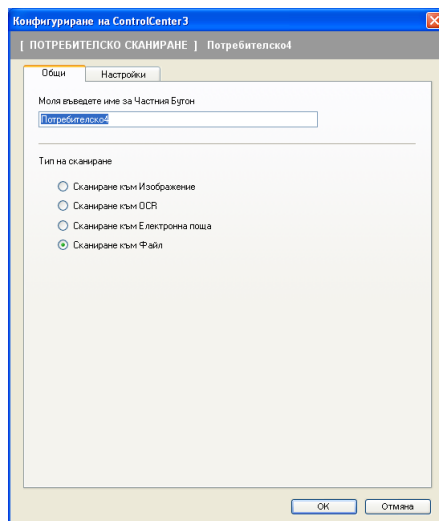 Конфигуриране на ControlCenter3
[ ПОТРЕБИТЕЛСКО СКАНИРАНЕ ] Потребителско4
Общи Настройки
Моля въведете име за Частния Бутон
Потребителско4
Тип на сканиране
Сканиране към Изображение
Сканиране към OCR
Сканиране към Електронна поща
Сканиране към Файл
OK Отмяна